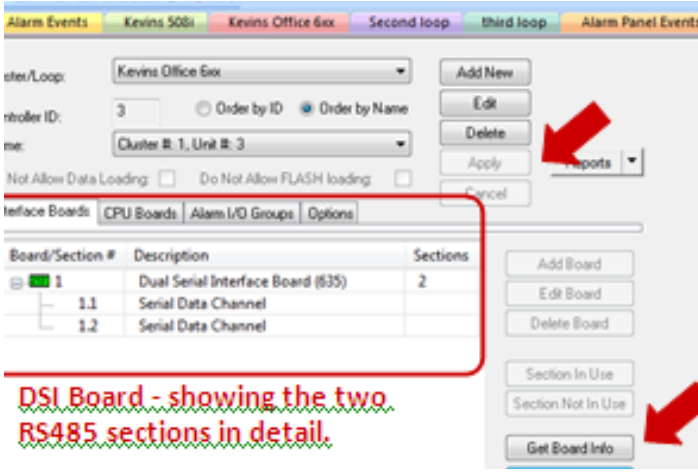 Alarm Events Kevins 508i Kevins Office 6xx Second loop third loop Alarm Panel Events
ster/Loop: Kevins Office 6xx Add New
ntroller ID: 3 Order by ID Order by Name Edit
me: Cluster #: 1, Unit #: 3 Delete
Not Allow Data Loading: Do Not Allow FLASH loading: Apply Reports
Cancel
terface Boards CPU Boards Alarm I/O Groups Options
Board/Section # Description Sections
1 Dual Serial Interface Board (635) 2 Add Board
1.1 Serial Data Channel Edit Board
1.2 Serial Data Channel Delete Board
Section In Use
DSI Board - showing the two Section Not In Use
RS485 sections in detail.
Get Board Info